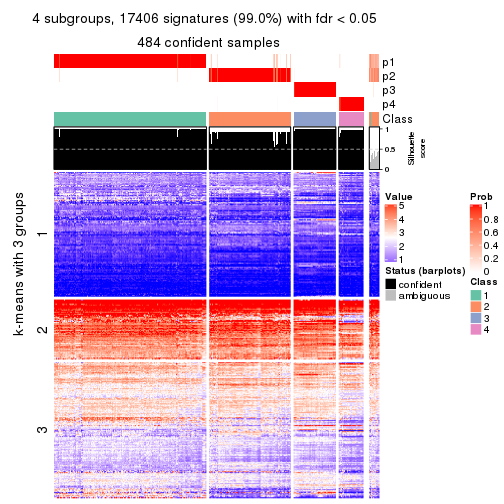 4 subgroups, 17406 signatures (99.0%) with fdr < 0.05
484 confident samples
p1
p2
p3
p4
Class
1
0.5
0
Silhouette
score
k-means with 3 groups
1
2
3
Value
5
4
3
2
1
Status (barplots)
confident
ambiguous
Prob
1
0.8
0.6
0.4
0.2
0
Class
1
2
3
4